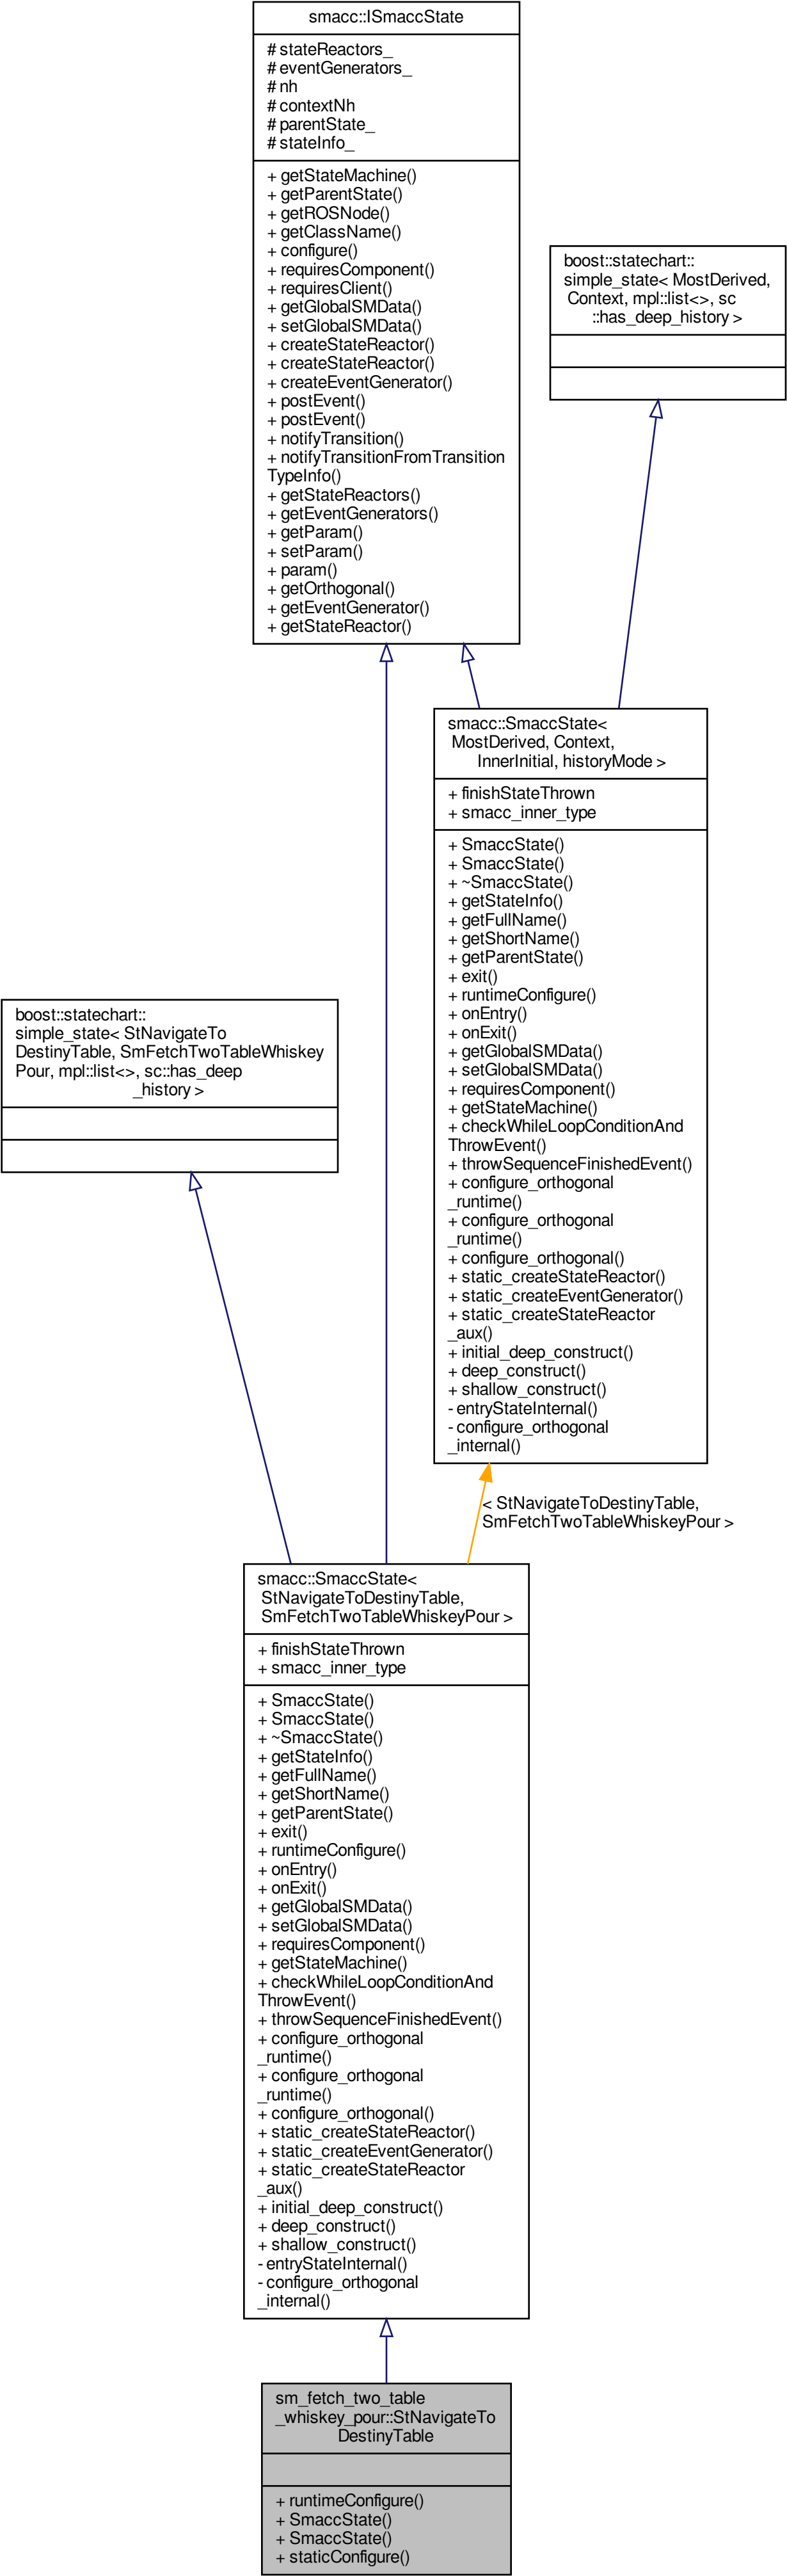 smacc::ISmaccState
# stateReactors_
# eventGenerators_
# nh
# contextNh
# parentState_
# stateInfo_
+ getStateMachine()
+ getParentState()
+ getROSNode()
+ getClassName()
+ configure()
+ requiresComponent()
+ requiresClient()
+ getGlobalSMData()
+ setGlobalSMData()
+ createStateReactor()
+ createStateReactor()
+ createEventGenerator()
+ postEvent()
+ postEvent()
+ notifyTransition()
+ notifyTransitionFromTransition
TypeInfo()
+ getStateReactors()
+ getEventGenerators()
+ getParam()
+ setParam()
+ param()
+ getOrthogonal()
+ getEventGenerator()
+ getStateReactor()
boost::statechart::
simple_state< MostDerived,
Context, mpl::list<>, sc
::has_deep_history >
smacc::SmaccState<
MostDerived, Context,
InnerInitial, historyMode >
+ finishStateThrown
+ smacc_inner_type
+ SmaccState()
+ SmaccState()
+ ~SmaccState()
+ getStateInfo()
+ getFullName()
+ getShortName()
+ getParentState()
+ exit()
+ runtimeConfigure()
+ onEntry()
+ onExit()
+ getGlobalSMData()
+ setGlobalSMData()
+ requiresComponent()
+ getStateMachine()
+ checkWhileLoopConditionAnd
ThrowEvent()
+ throwSequenceFinishedEvent()
+ configure_orthogonal
_runtime()
+ configure_orthogonal
_runtime()
+ configure_orthogonal()
+ static_createStateReactor()
+ static_createEventGenerator()
+ static_createStateReactor
_aux()
+ initial_deep_construct()
+ deep_construct()
+ shallow_construct()
- entryStateInternal()
- configure_orthogonal
_internal()
boost::statechart::
simple_state< StNavigateTo
DestinyTable, SmFetchTwoTableWhiskey
Pour, mpl::list<>, sc::has_deep
_history >
< StNavigateToDestinyTable,
SmFetchTwoTableWhiskeyPour >
smacc::SmaccState<
StNavigateToDestinyTable,
SmFetchTwoTableWhiskeyPour >
+ finishStateThrown
+ smacc_inner_type
+ SmaccState()
+ SmaccState()
+ ~SmaccState()
+ getStateInfo()
+ getFullName()
+ getShortName()
+ getParentState()
+ exit()
+ runtimeConfigure()
+ onEntry()
+ onExit()
+ getGlobalSMData()
+ setGlobalSMData()
+ requiresComponent()
+ getStateMachine()
+ checkWhileLoopConditionAnd
ThrowEvent()
+ throwSequenceFinishedEvent()
+ configure_orthogonal
_runtime()
+ configure_orthogonal
_runtime()
+ configure_orthogonal()
+ static_createStateReactor()
+ static_createEventGenerator()
+ static_createStateReactor
_aux()
+ initial_deep_construct()
+ deep_construct()
+ shallow_construct()
- entryStateInternal()
- configure_orthogonal
_internal()
sm_fetch_two_table
_whiskey_pour::StNavigateTo
DestinyTable
+ runtimeConfigure()
+ SmaccState()
+ SmaccState()
+ staticConfigure()